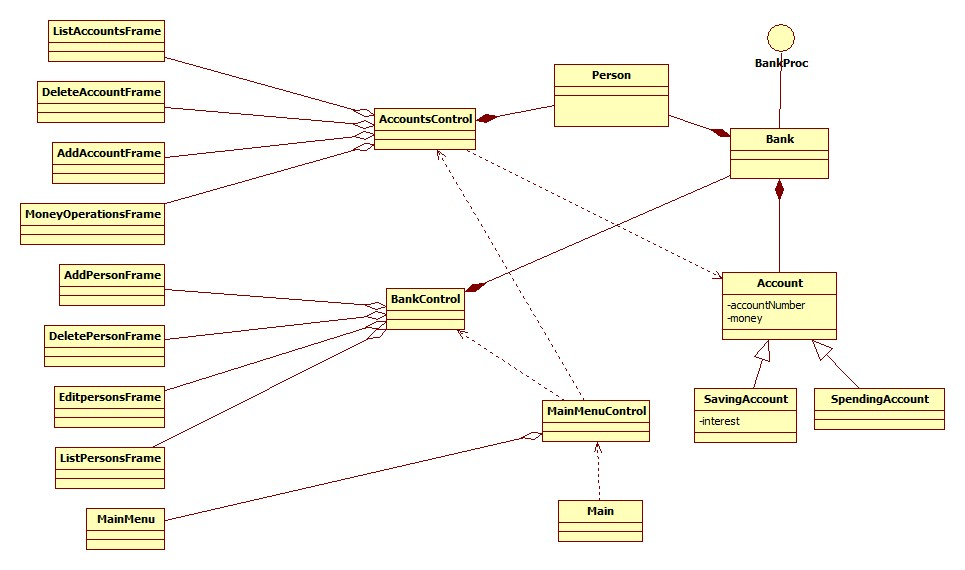 ListAccountsFrame
BankProc
Person
DeleteAccountFrame
AccountsControl
Bank
AddAccountFrame
MoneyOperationsFrame
AddPersonFrame
Account
-accountNumber
-money
BankControl
DeletePersonFrame
EditpersonsFrame
SavingAccount
-interest
SpendingAccount
MainMenuControl
ListPersonsFrame
MainMenu
Main